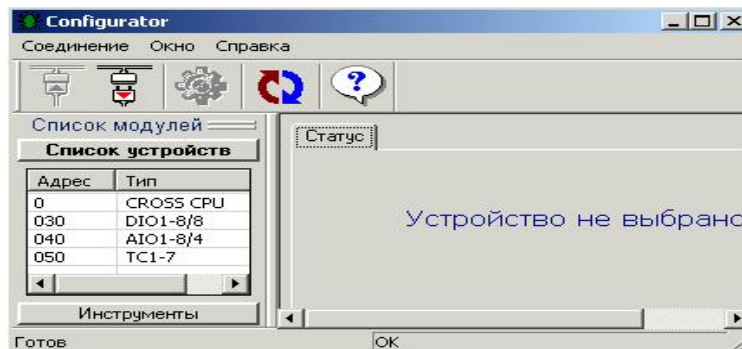 Configurator
Соединение Окно Справка
?
Список модулей
Список устройств
Адрес Тип
0 CROSS CPU
030 DIO1-8/8
040 AIO1-8/4
050 TC1-7
Инструменты
Статус
Устройство не выбрано
Готов
OK